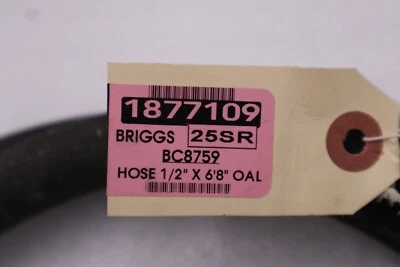 1877109
BRIGGS 25SR
BC8759
HOSE 1/2" X 6'8" OAL